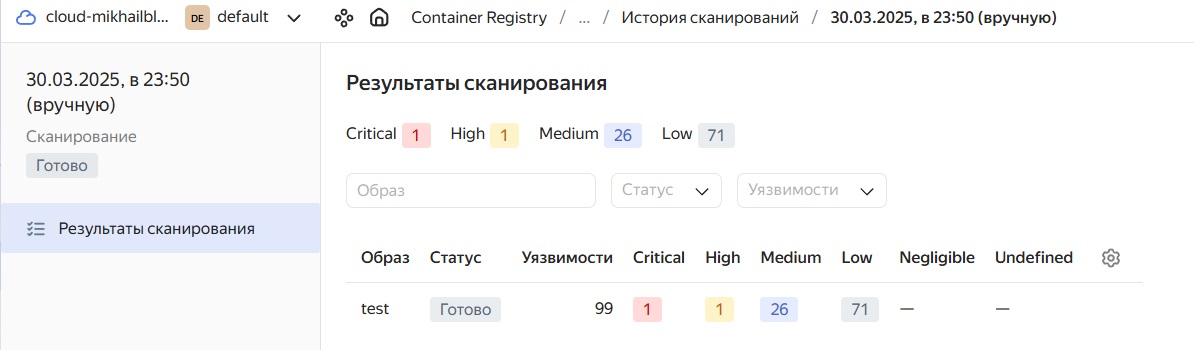 cloud-mikhailbl... DE default Container Registry / ... / История сканирований / 30.03.2025, в 23:50 (вручную)
30.03.2025, в 23:50
(вручную)
Сканирование
Готово
Результаты сканирования
Результаты сканирования
Critical 1 High 1 Medium 26 Low 71
Образ Статус Уязвимости
Образ Статус Уязвимости Critical High Medium Low Negligible Undefined
test Готово 99 1 1 26 71 — —